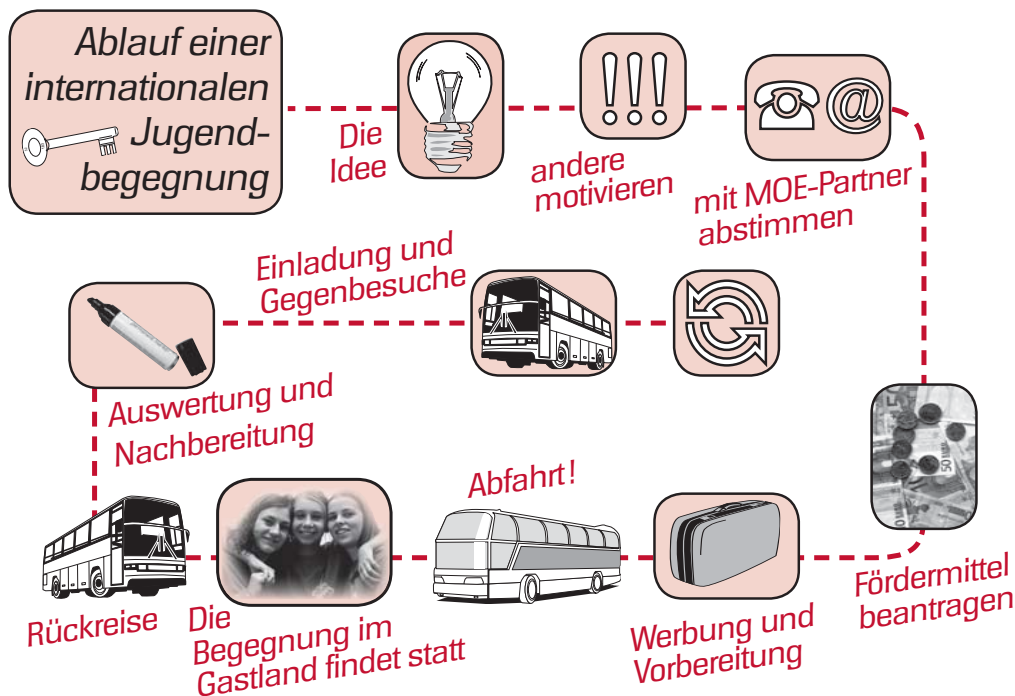 Ablauf einer
internationalen
Jugend-
begegnung
Die
Idee
andere
motivieren
@
mit MOE-Partner
abstimmen
Fördermittel
beantragen
Werbung und
Vorbereitung
Abfahrt!
Die
Begegnung im
Gastland findet statt
Rückreise
Auswertung und
Nachbereitung
Einladung und
Gegenbesuche